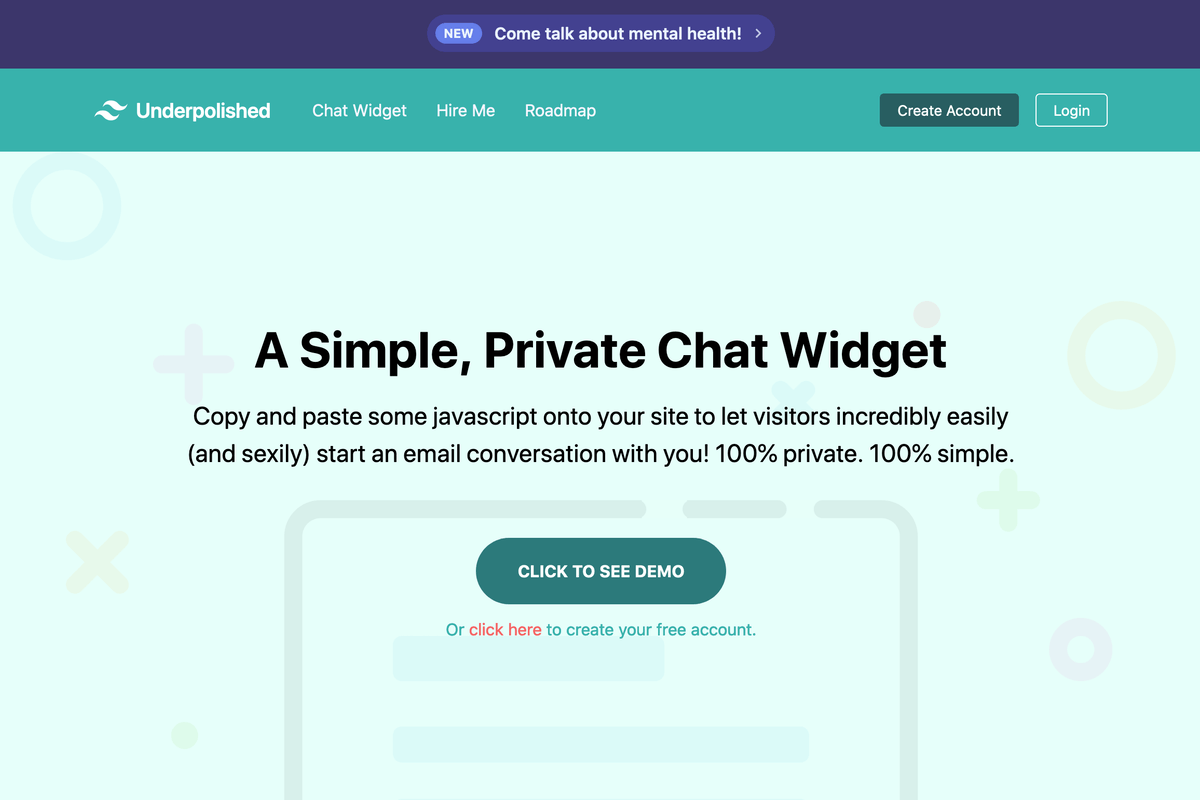 NEW Come talk about mental health!
Underpolished Chat Widget Hire Me Roadmap Create Account Login
A Simple, Private Chat Widget
Copy and paste some javascript onto your site to let visitors incredibly easily
(and sexily) start an email conversation with you! 100% private. 100% simple.
CLICK TO SEE DEMO
Or click here to create your free account.